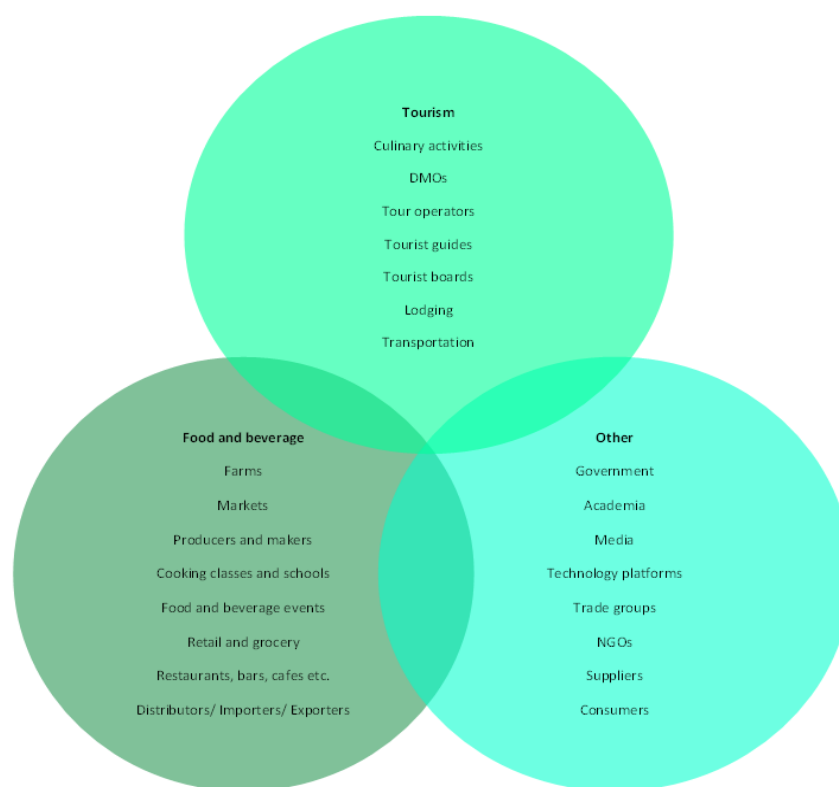 Tourism
Culinary activities
DMOs
Tour operators
Tourist guides
Tourist boards
Lodging
Transportation
Food and beverage
Farms
Markets
Producers and makers
Cooking classes and schools
Food and beverage events
Retail and grocery
Restaurants, bars, cafes etc.
Distributors/ Importers/ Exporters
Other
Government
Academia
Media
Technology platforms
Trade groups
NGOs
Suppliers
Consumers